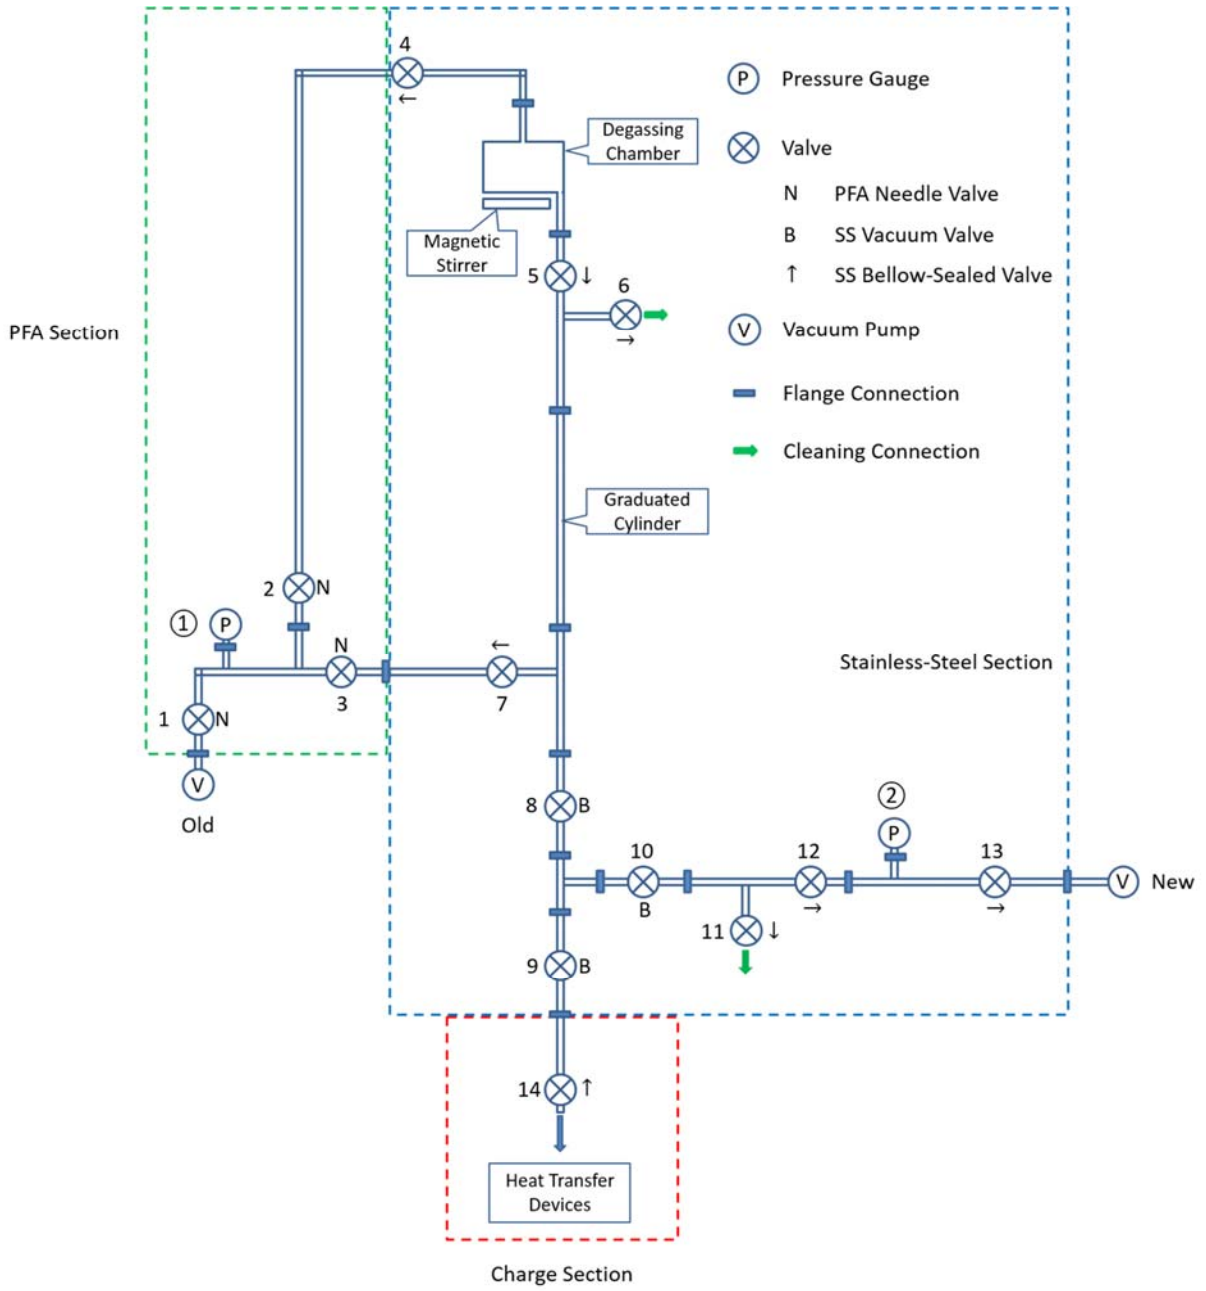 4
←
P Pressure Gauge
Degassing
Chamber
Valve
N PFA Needle Valve
Magnetic
Stirrer
B SS Vacuum Valve
5 ↓
↑ SS Bellow-Sealed Valve
6
→
PFA Section
V Vacuum Pump
Flange Connection
Cleaning Connection
Graduated
Cylinder
2 N
① P
N
3
←
7
Stainless-Steel Section
1 N
V
Old
8 B
② P
10
B
12
→
13
→
V New
11 ↓
9 B
14 ↑
Heat Transfer
Devices
Charge Section